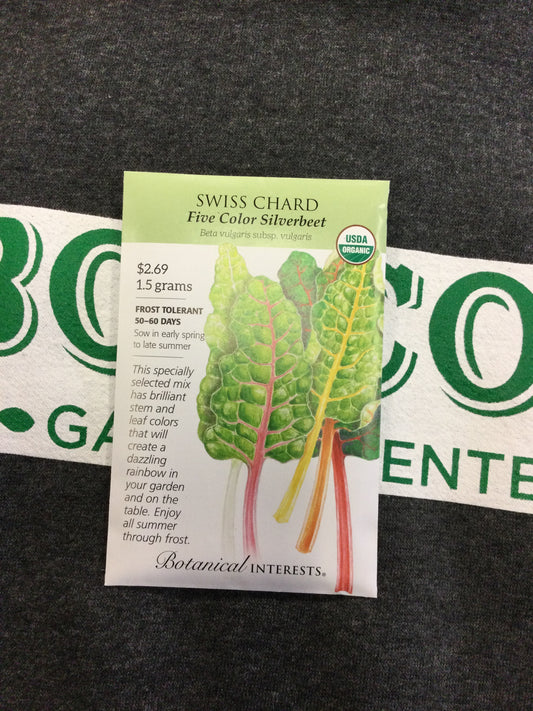 SWISS CHARD
Five Color Silverbeet
Beta vulgaris subsp. vulgaris
USDA
ORGANIC
$2.69
1.5 grams
FROST TOLERANT
50–60 DAYS
Sow in early spring
to late summer
This specially
selected mix
has brilliant
stem and
leaf colors
that will
create a
dazzling
rainbow in
your garden
and on the
table. Enjoy
all summer
through frost.
Botanical INTERESTS®